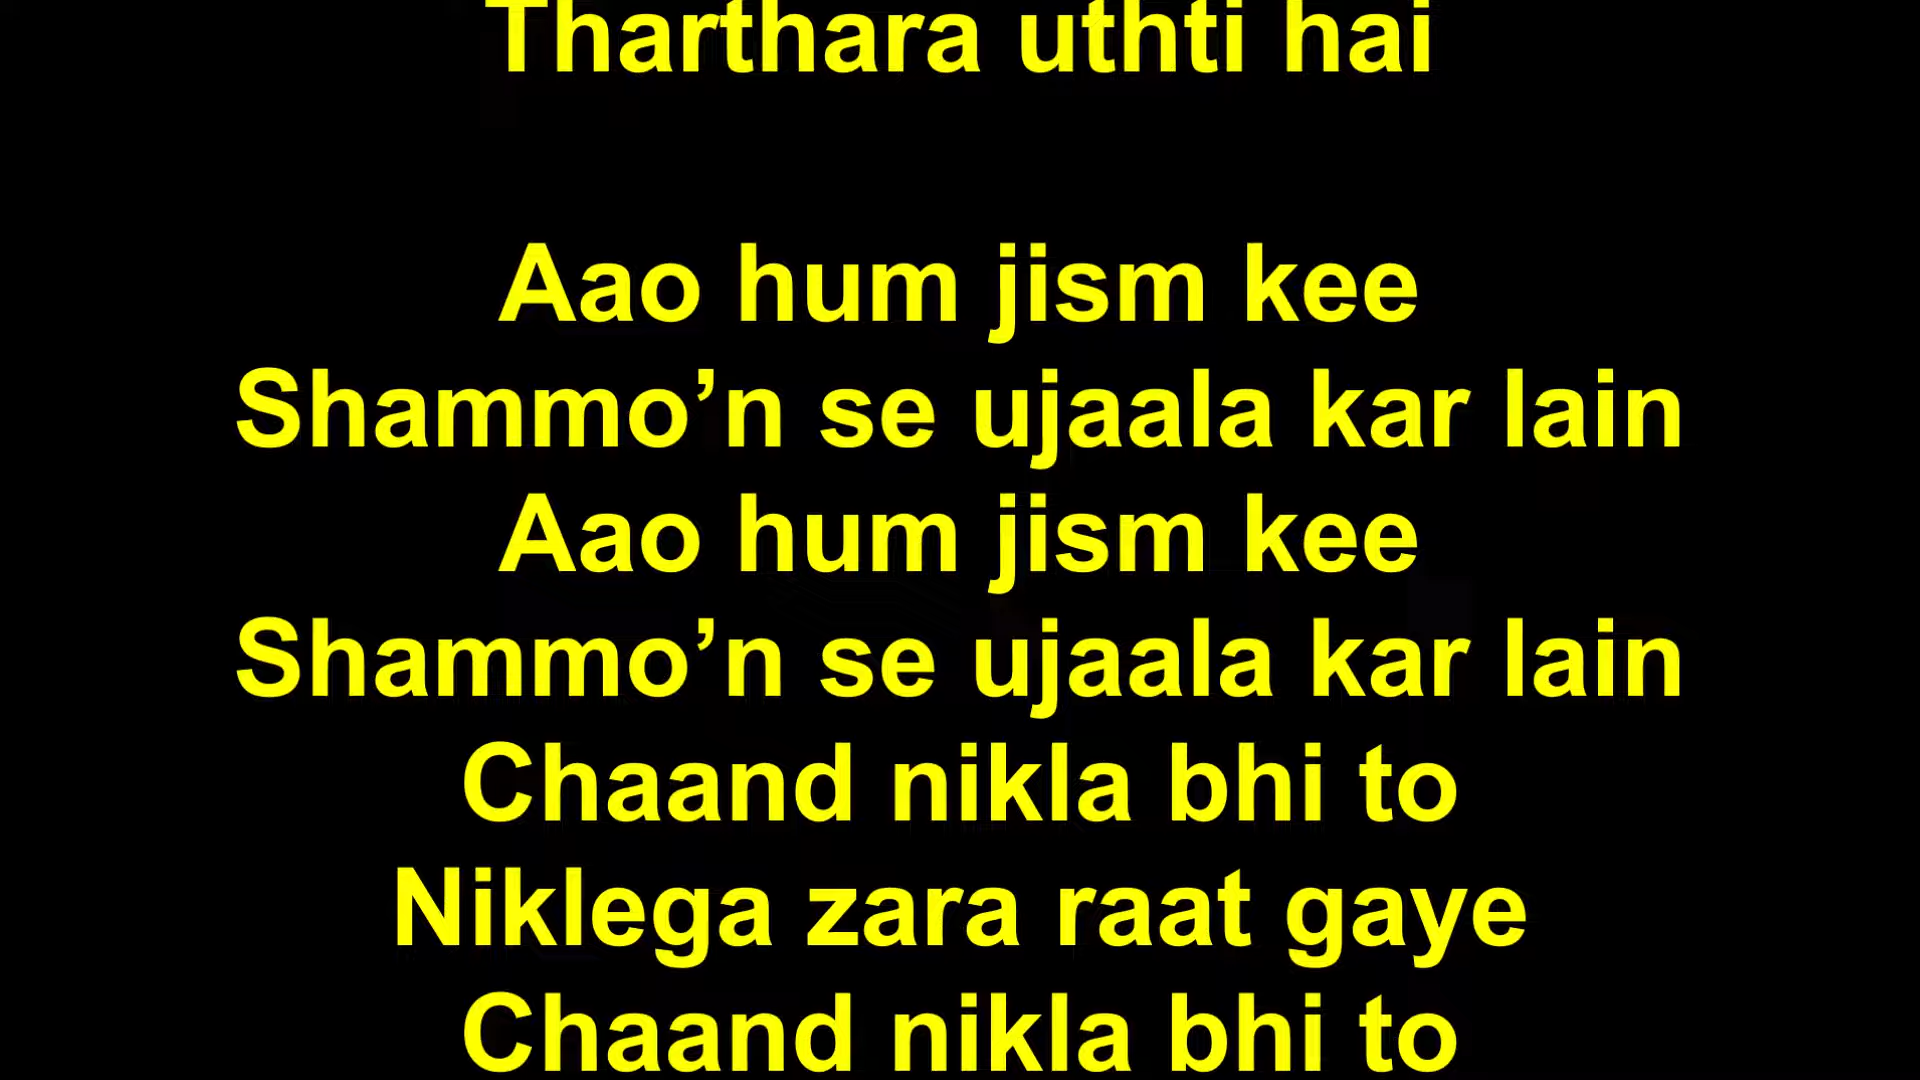 Tharthara uthti hai
Aao hum jism kee
Shammo’n se ujaala kar lain
Aao hum jism kee
Shammo’n se ujaala kar lain
Chaand nikla bhi to
Niklega zara raat gaye
Chaand nikla bhi to